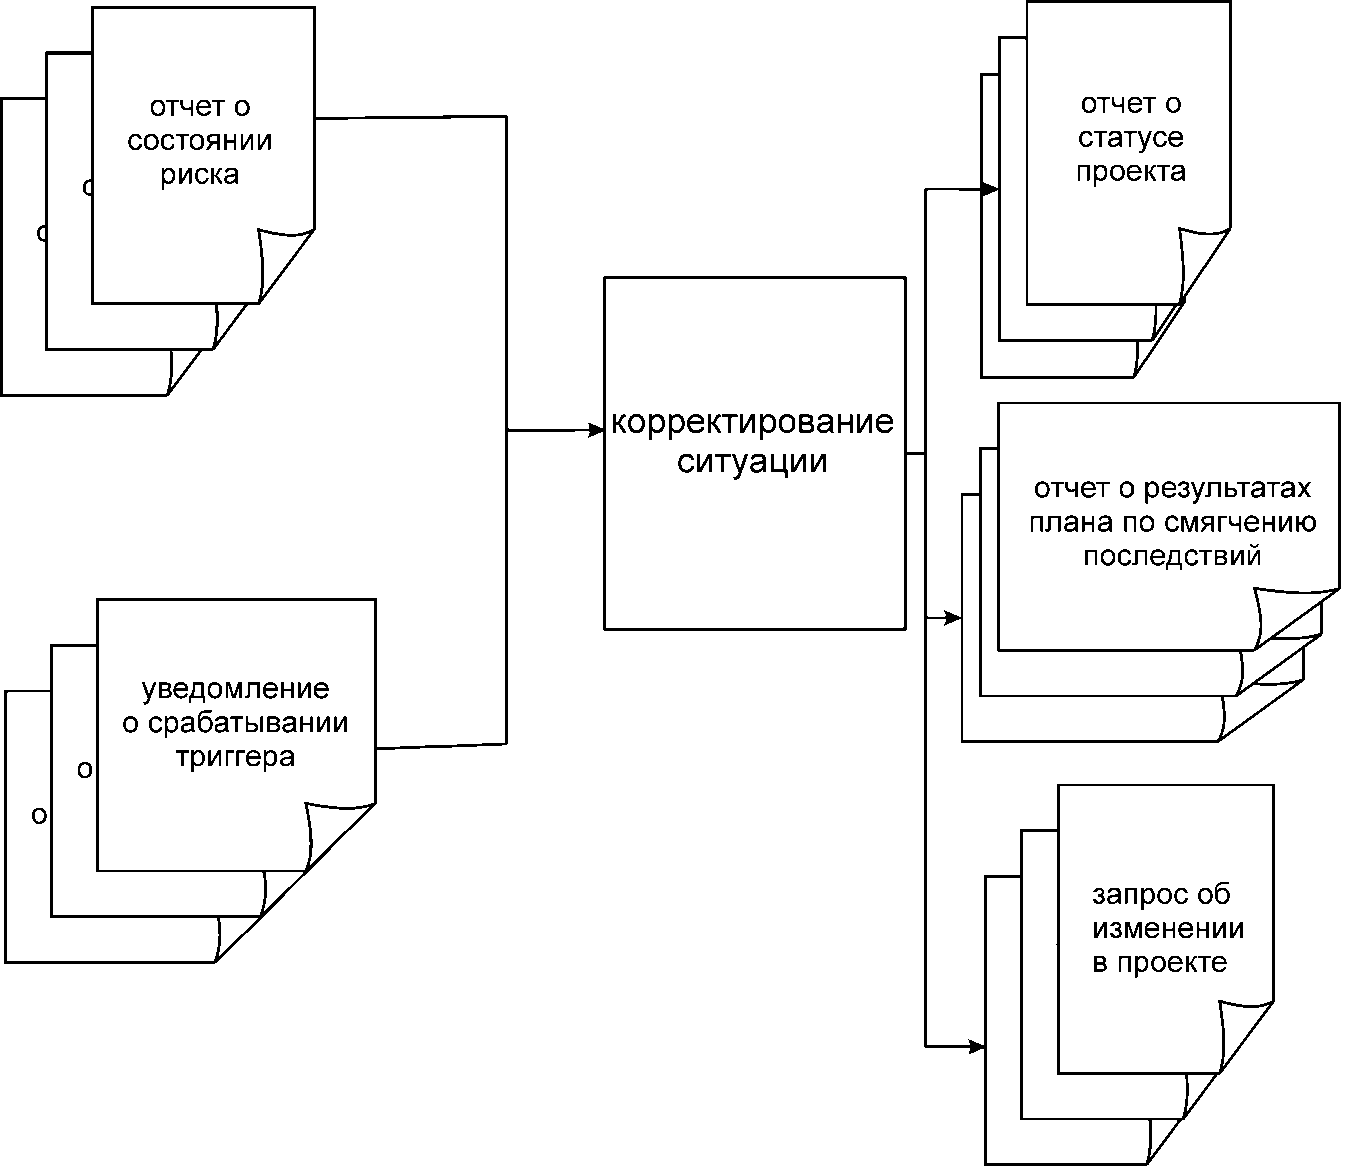 отчет о
состоянии
риска
о
о
уведомление
о срабатывании
триггера
о
о
корректирование
ситуации
отчет о
статусе
проекта
отчет о результатах
плана по смягчению
последствий
запрос об
изменении
в проекте